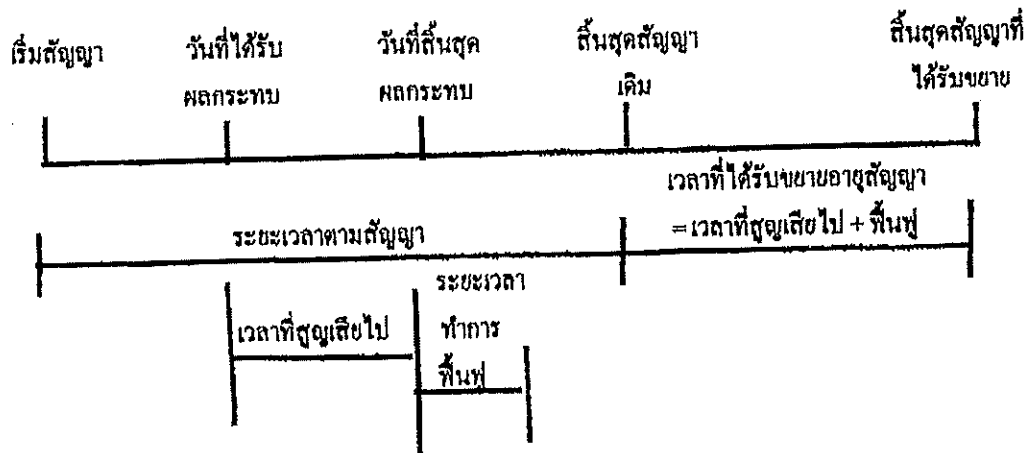 เริ่มสัญญา
วันที่ได้รับ
ผลกระทบ
วันที่สิ้นสุด
ผลกระทบ
สิ้นสุดสัญญา
เดิม
สิ้นสุดสัญญาที่
ได้รับขยาย
เวลาที่ได้รับขยายอายุสัญญา
=เวลาที่สูญเสียไป + ฟื้นฟู
ระยะเวลาตามสัญญา
ระยะเวลา
ทำการ
ฟื้นฟู
เวลาที่สูญเสียไป